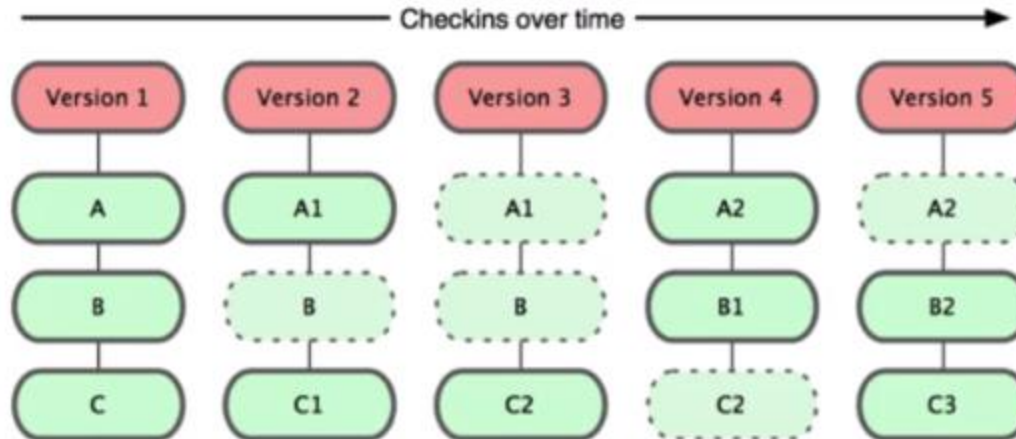 Checkins over time
Version 1 Version 2 Version 3 Version 4 Version 5
A A1 A1 A2 A2
B B B B1 B2
C C1 C2 C2 C3